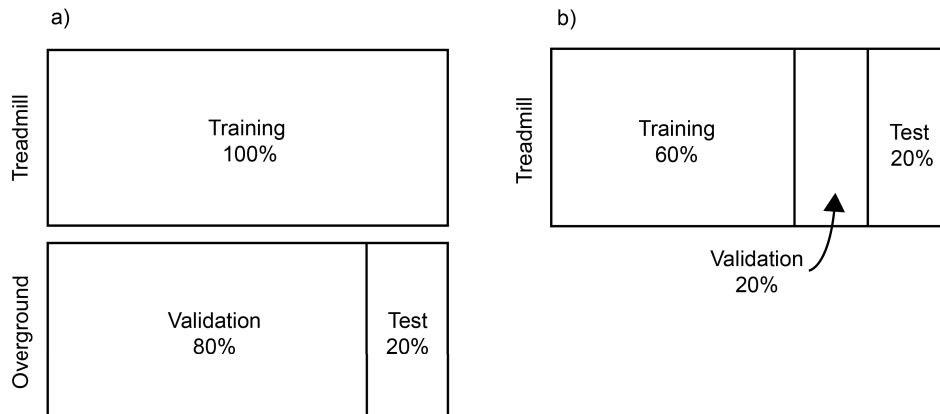 a)
Treadmill
Training
100%
Overground
Validation
80%
Test
20%
b)
Treadmill
Training
60%
Test
20%
Validation
20%